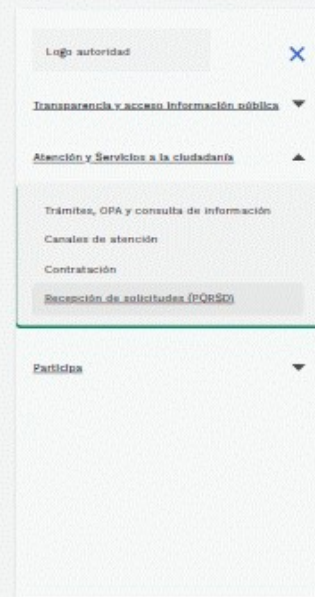 Logo autoridad
Transparencia y acceso información pública
Atención y Servicios a la ciudadanía
Trámites, OPA y consulta de información
Canales de atención
Contratación
Recepción de solicitudes (PQRSD)
Participa